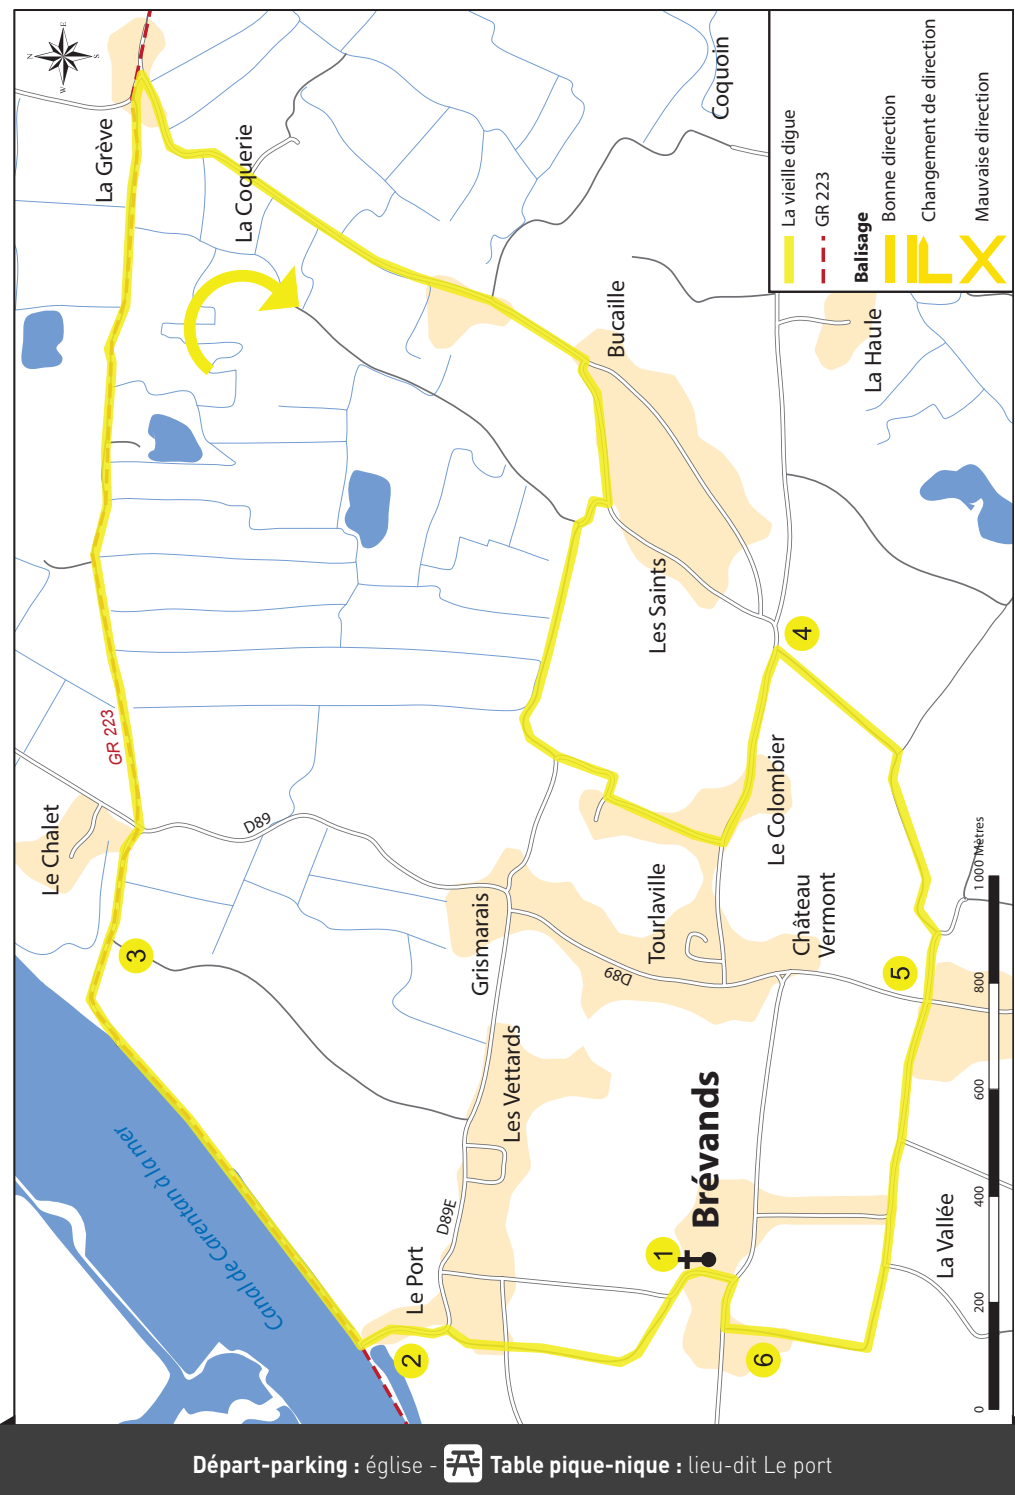 N
E
S
W
La Grève
La Coquerie
Coquoin
La vieille digue
GR 223
Balisage
Bonne direction
Changement de direction
Mauvaise direction
Bucaille
La Haule
Les Saints
4
GR 223
Le Chalet
D89
Le Colombier
3
Grismarais
Tourlaville
Château
Vermont
D89
5
Les Vettards
Canal de Carentan à la mer
D89E
Brévands
1
Le Port
2
6
La Vallée
0
200
400
600
800
1 000 Mètres
Départ-parking : église - Table pique-nique : lieu-dit Le port